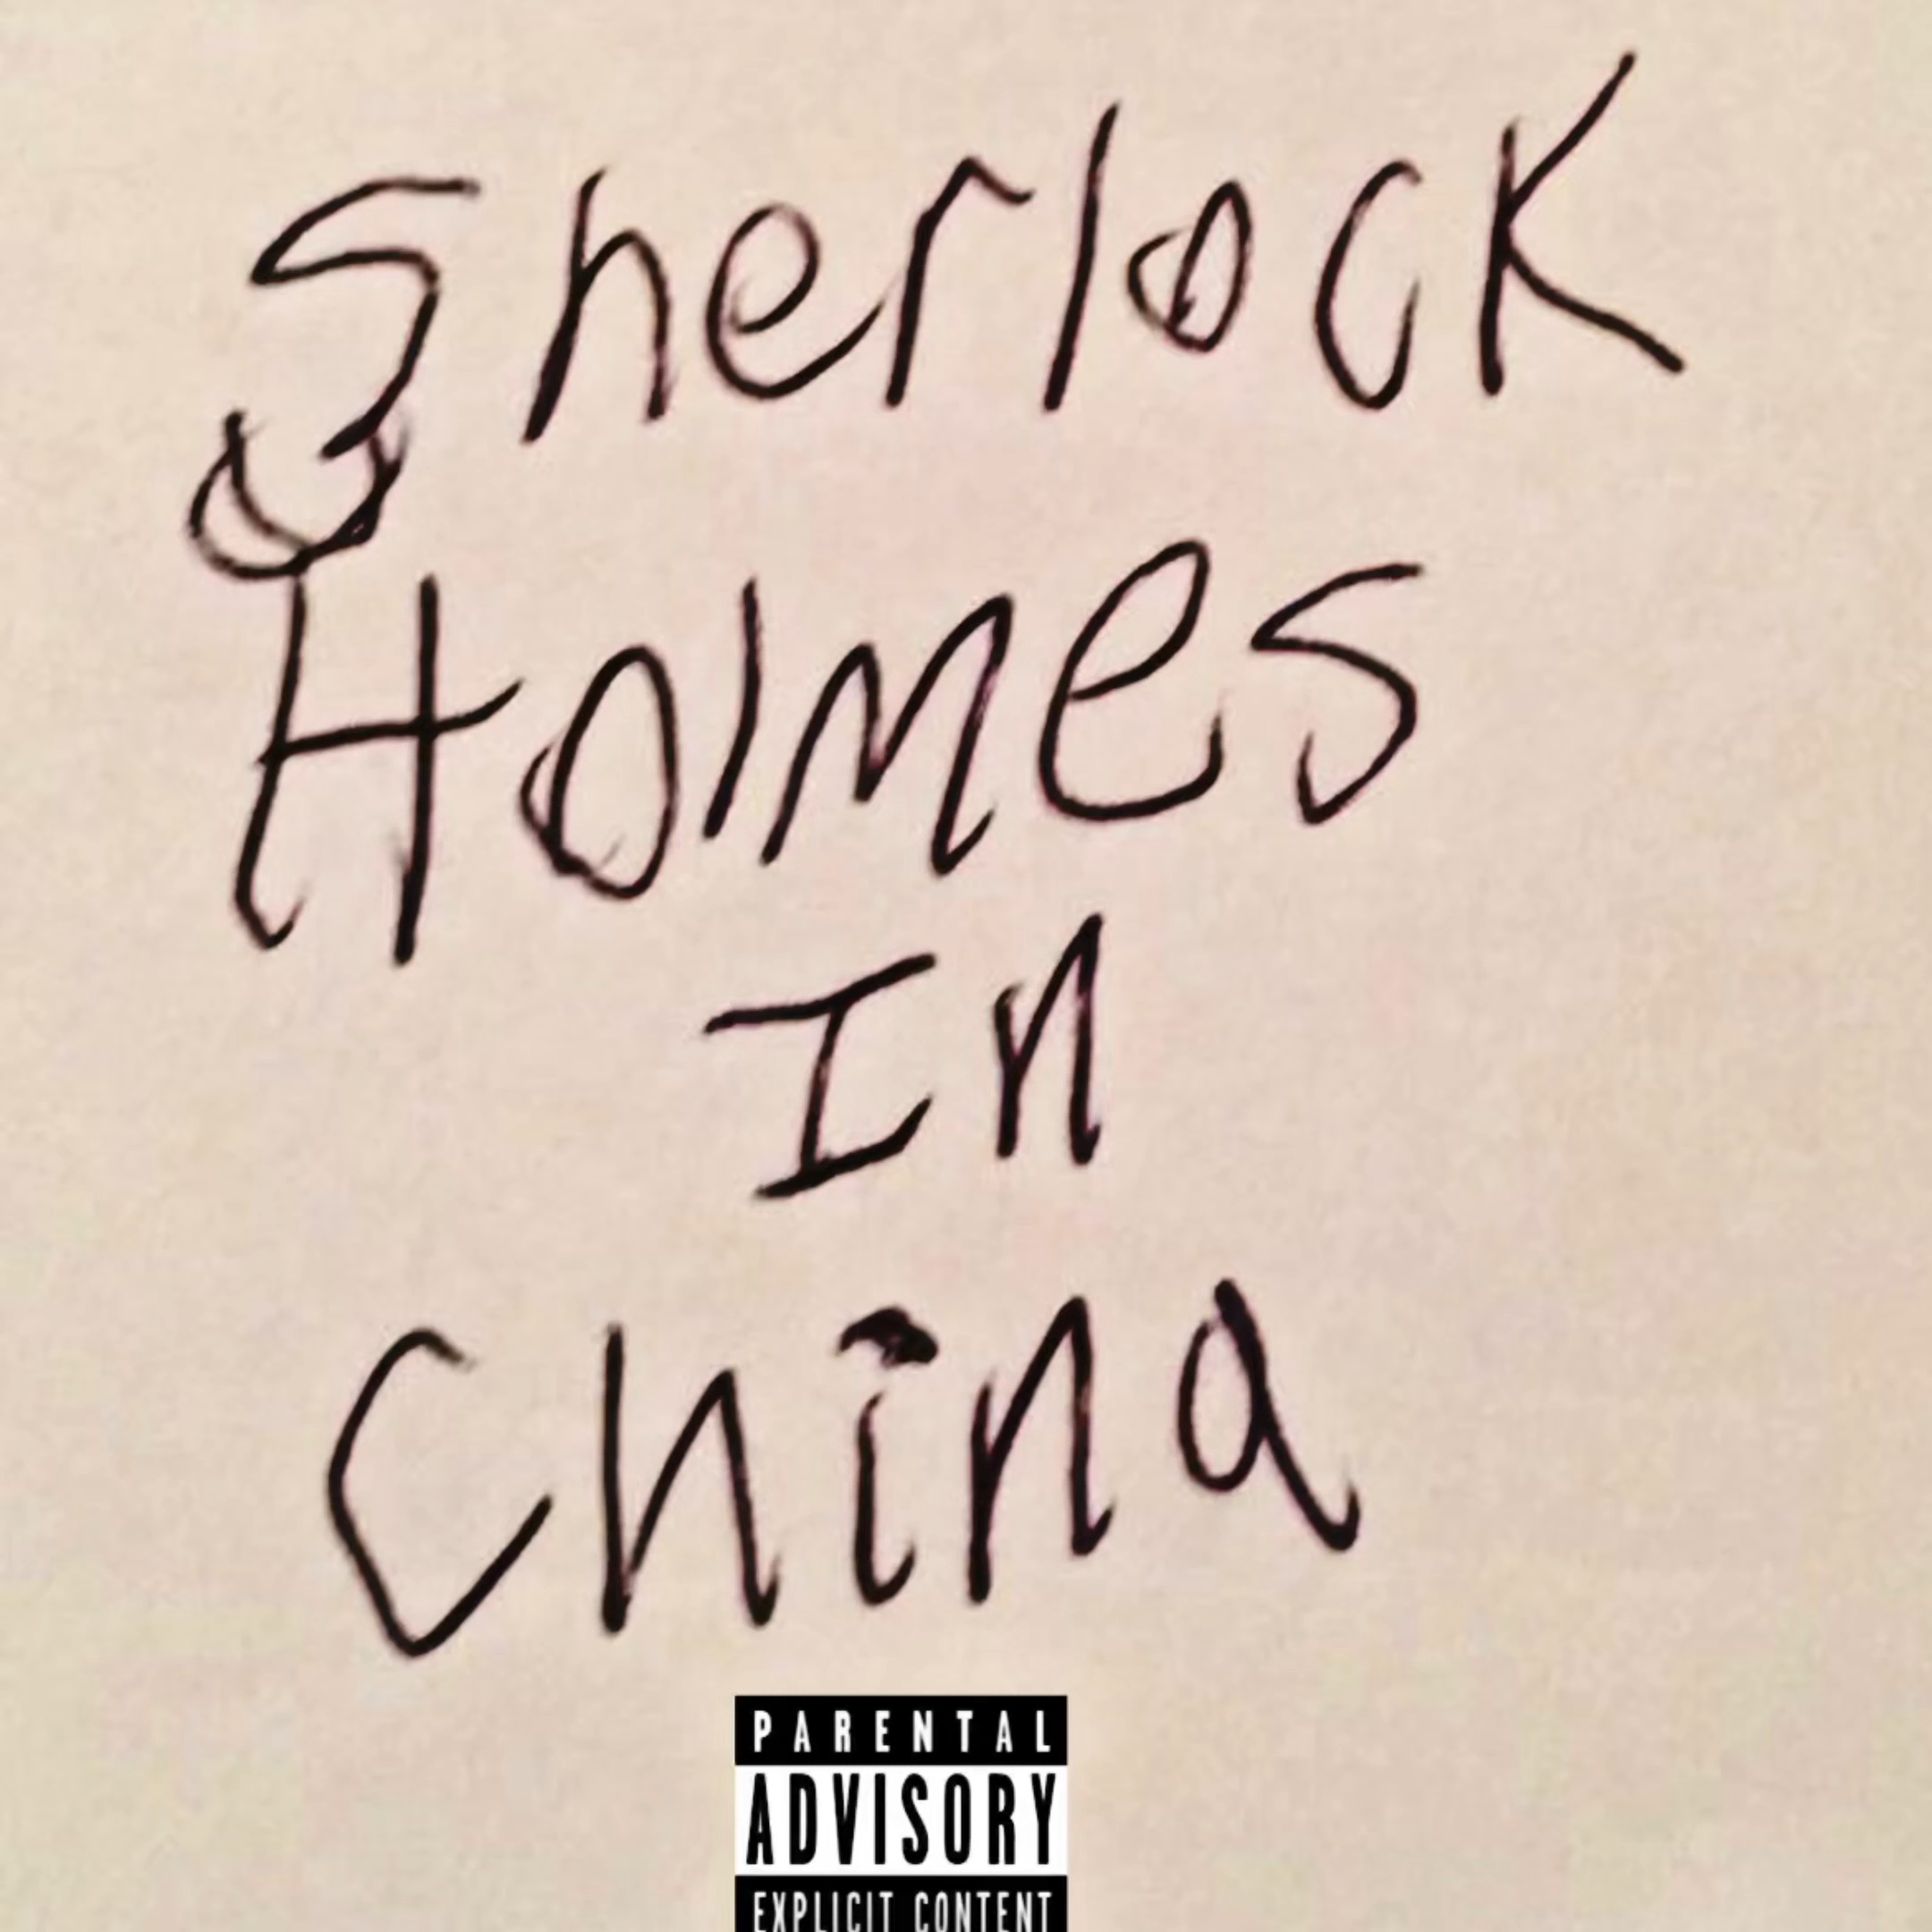 Sherlock
Holmes
In
China
PARENTAL
ADVISORY
EXPLICIT CONTENT